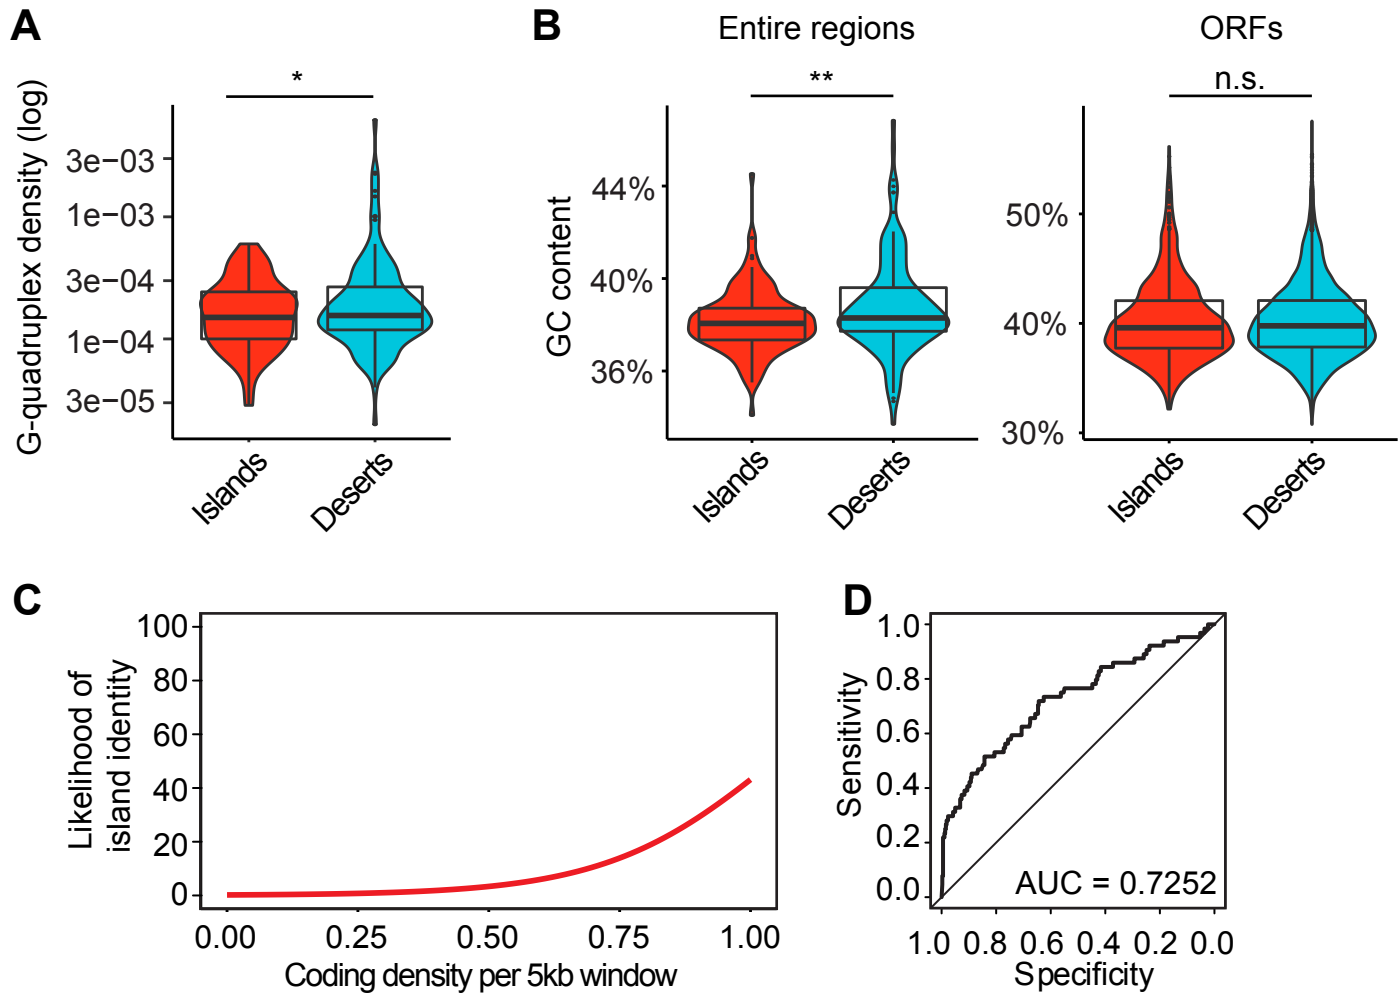 A
G-quadruplex density (log)
*
3e−03
1e−03
3e−04
1e−04
3e−05
Islands
Deserts
B
Entire regions
GC content
**
44%
40%
36%
Islands
Deserts
ORFs
n.s.
50%
40%
30%
Islands
Deserts
C
Likelihood of
island identity
100
80
60
40
20
0
0.00 0.25 0.50 0.75 1.00
Coding density per 5kb window
D
Sensitivity
1.0
0.8
0.6
0.4
0.2
0.0
AUC = 0.7252
1.0 0.8 0.6 0.4 0.2 0.0
Specificity